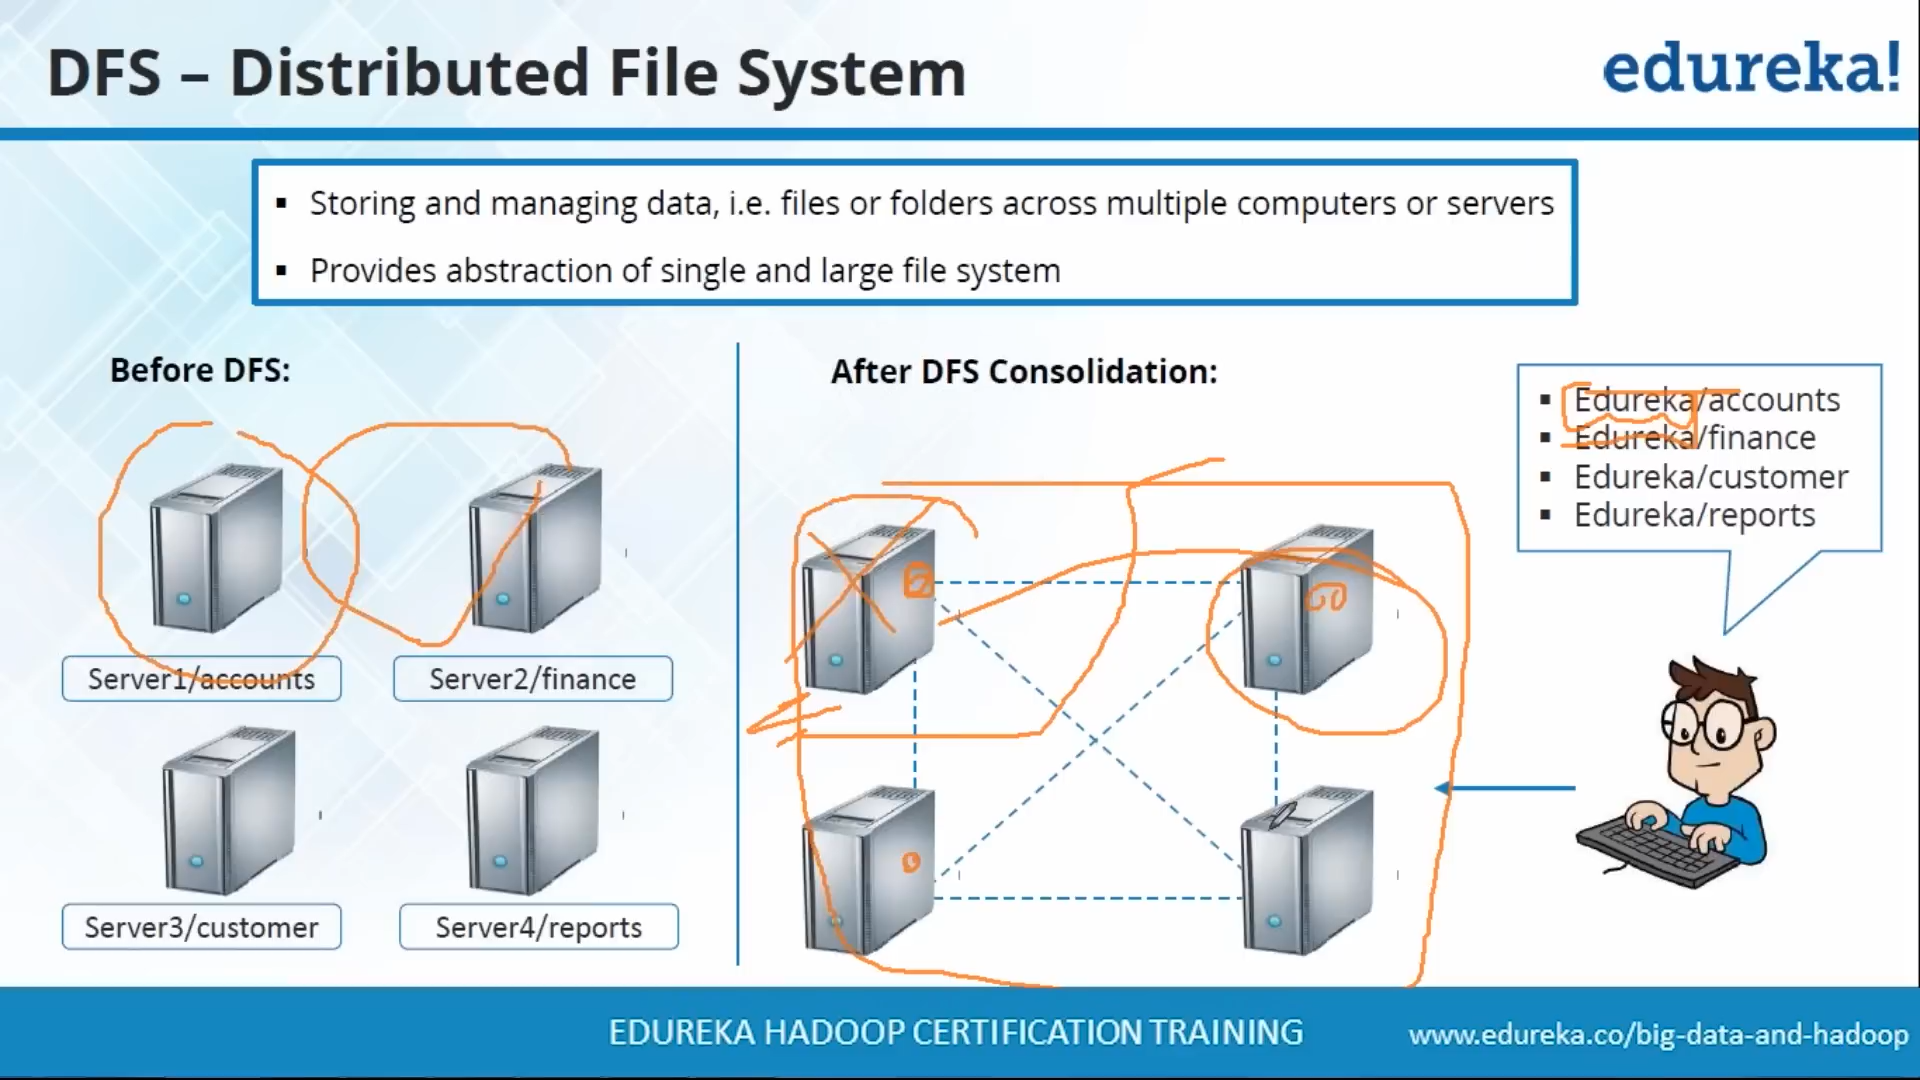 DFS – Distributed File System
edureka!
▪ Storing and managing data, i.e. files or folders across multiple computers or servers
▪ Provides abstraction of single and large file system
Before DFS:
Server1/accounts
Server2/finance
Server3/customer
Server4/reports
After DFS Consolidation:
▪ Edureka/accounts
▪ Edureka/finance
▪ Edureka/customer
▪ Edureka/reports
EDUREKA HADOOP CERTIFICATION TRAINING
www.edureka.co/big-data-and-hadoop